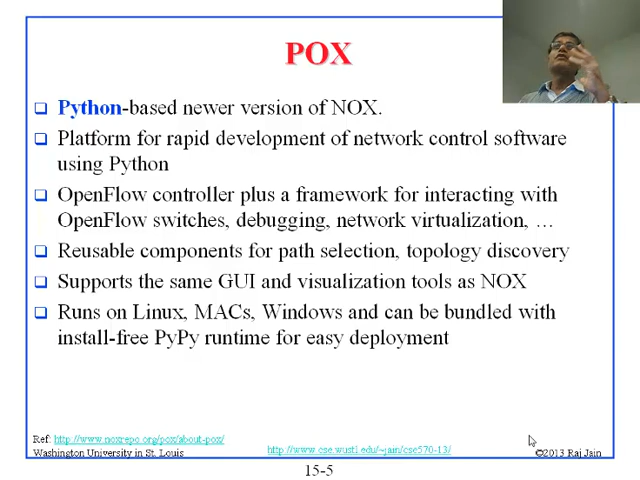 POX
Python-based newer version of NOX.
Platform for rapid development of network control software
using Python
OpenFlow controller plus a framework for interacting with
OpenFlow switches, debugging, network virtualization, …
Reusable components for path selection, topology discovery
Supports the same GUI and visualization tools as NOX
Runs on Linux, MACs, Windows and can be bundled with
install-free PyPy runtime for easy deployment
Ref: http://www.noxrepo.org/pox/about-pox/
Washington University in St. Louis
http://www.cse.wustl.edu/~jain/cse570-13/
©2013 Raj Jain
15-5